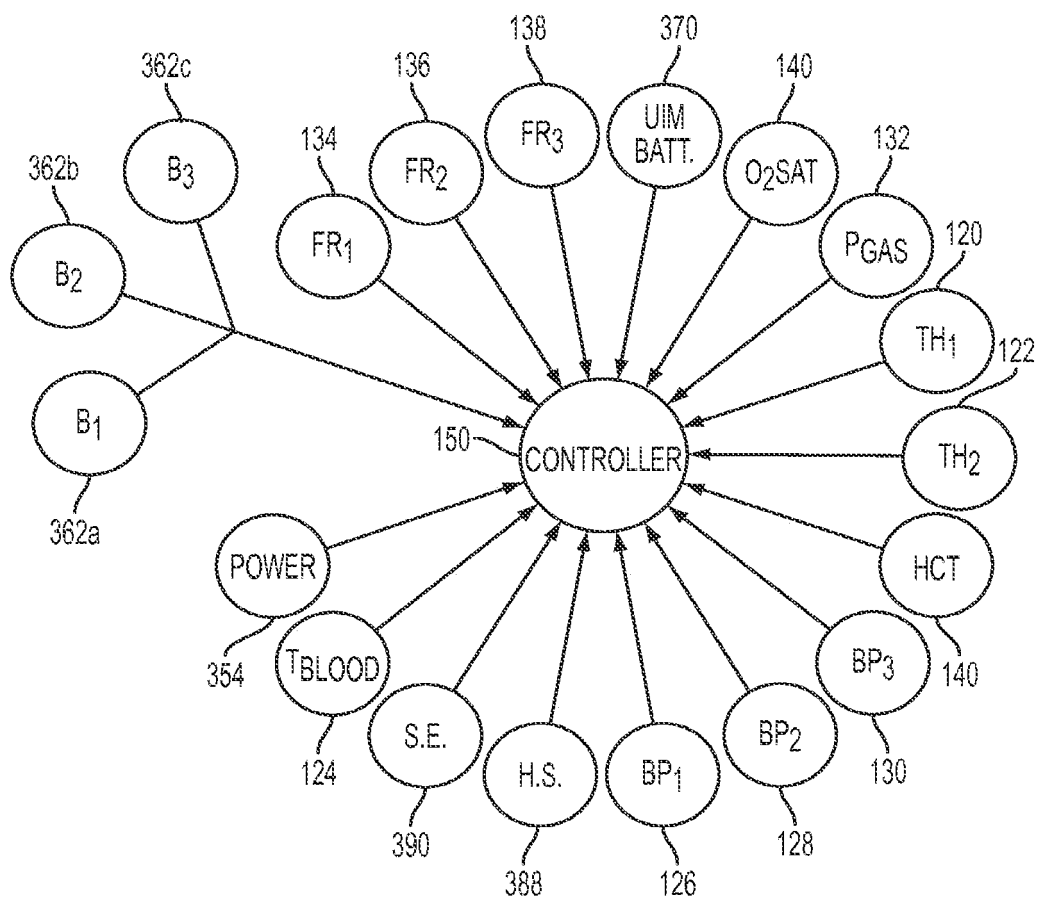 138
370
136
140
362c
134
132
362b
B3
FR1
FR2
FR3
UIM
BATT.
O2SAT
PGAS
120
B2
TH1
122
B1
150
CONTROLLER
TH2
362a
POWER
HCT
354
TBLOOD
BP3
140
124
S.E.
H.S.
BP1
BP2
130
390
388
126
128